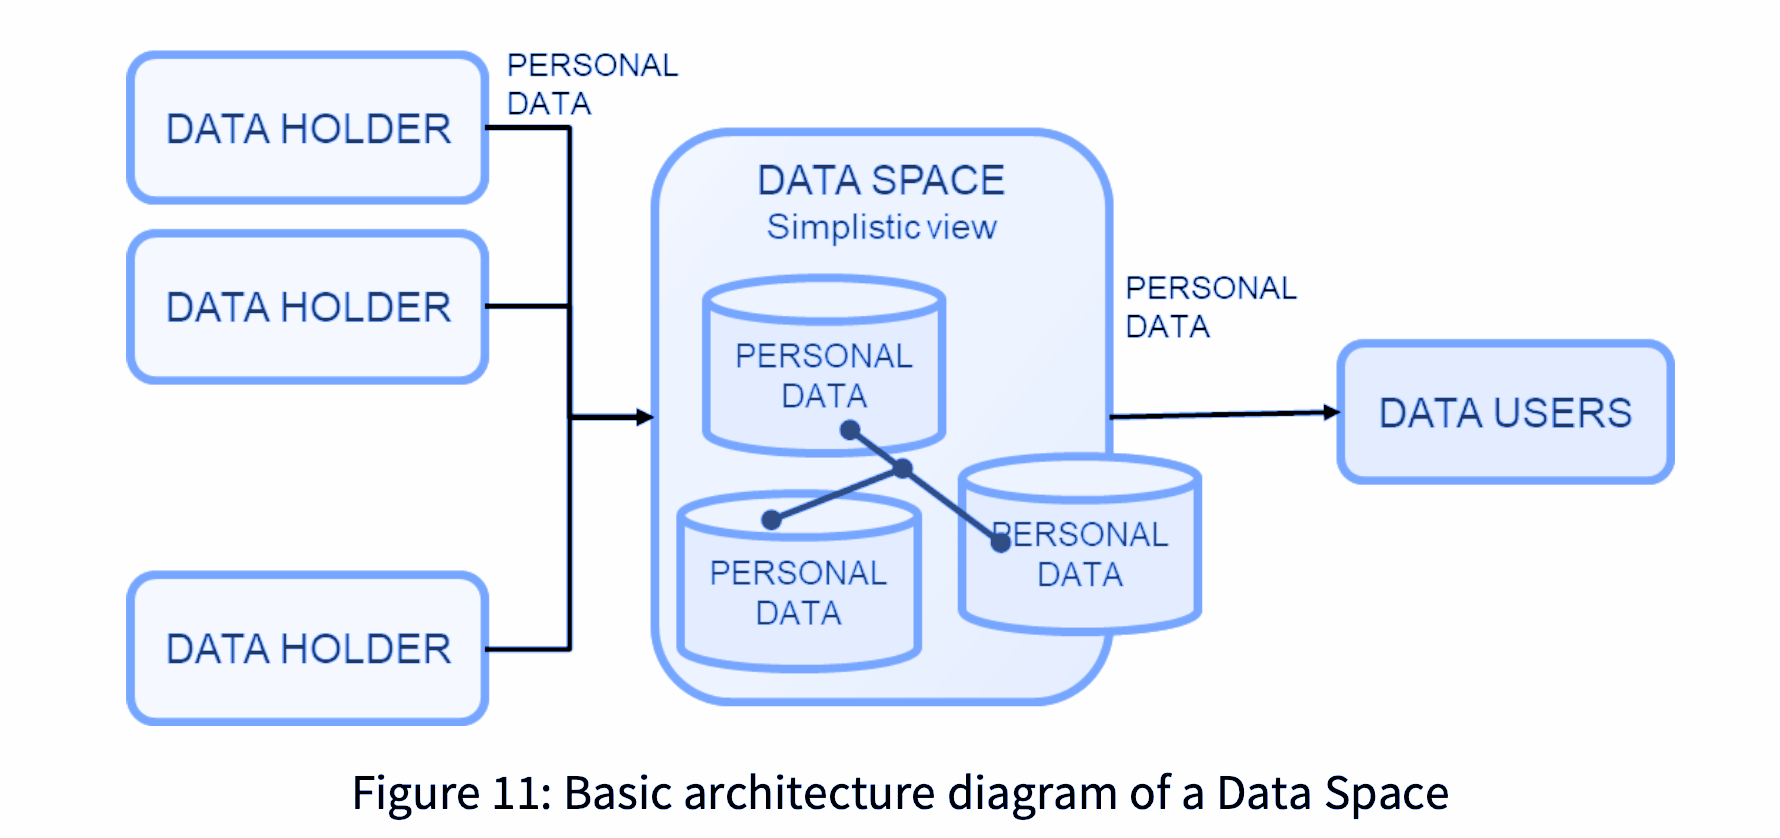 PERSONAL
DATA
DATA HOLDER
DATA HOLDER
DATA HOLDER
DATA SPACE
Simplistic view
PERSONAL
DATA
PERSONAL
DATA
PERSONAL
DATA
PERSONAL
DATA
DATA USERS
Figure 11: Basic architecture diagram of a Data Space